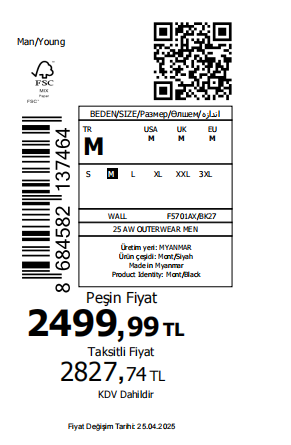 Man/Young
FSC
MIX
Paper
FSC™
BEDEN/SIZE/Размер/Өлшем/اندازه
TR USA UK EU
M M M M
S M L XL XXL 3XL
WALL F5701AX/BK27
25 AW OUTERWEAR MEN
Üretim yeri: MYANMAR
Ürün çeşidi: Mont/Siyah
Made in Myanmar
Product Identity: Mont/Black
8 684582 137464
Peşin Fiyat
2499,99 TL
Taksitli Fiyat
2827,74 TL
KDV Dahildir
Fiyat Değişim Tarihi: 25.04.2025